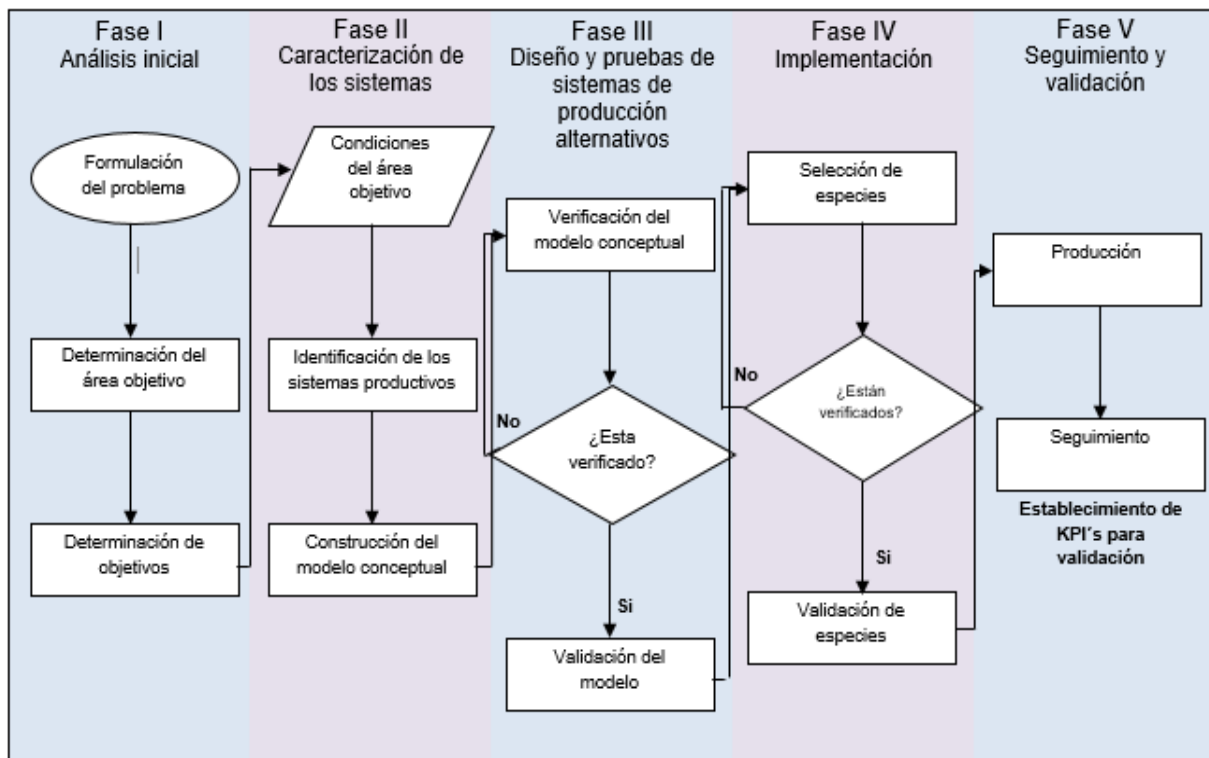 Fase I
Análisis inicial
Formulación
del problema
Determinación del
área objetivo
Determinación de
objetivos
Fase II
Caracterización de
los sistemas
Condiciones
del área
objetivo
Identificación de los
sistemas productivos
Construcción del
modelo conceptual
Fase III
Diseño y pruebas de
sistemas de
producción
alternativos
Verificación del
modelo conceptual
No
¿Esta
verificado?
Si
Validación del
modelo
Fase IV
Implementación
Selección de
especies
No
¿Están
verificados?
Si
Validación de
especies
Fase V
Seguimiento y
validación
Producción
Seguimiento
Establecimiento de
KPI´s para
validación